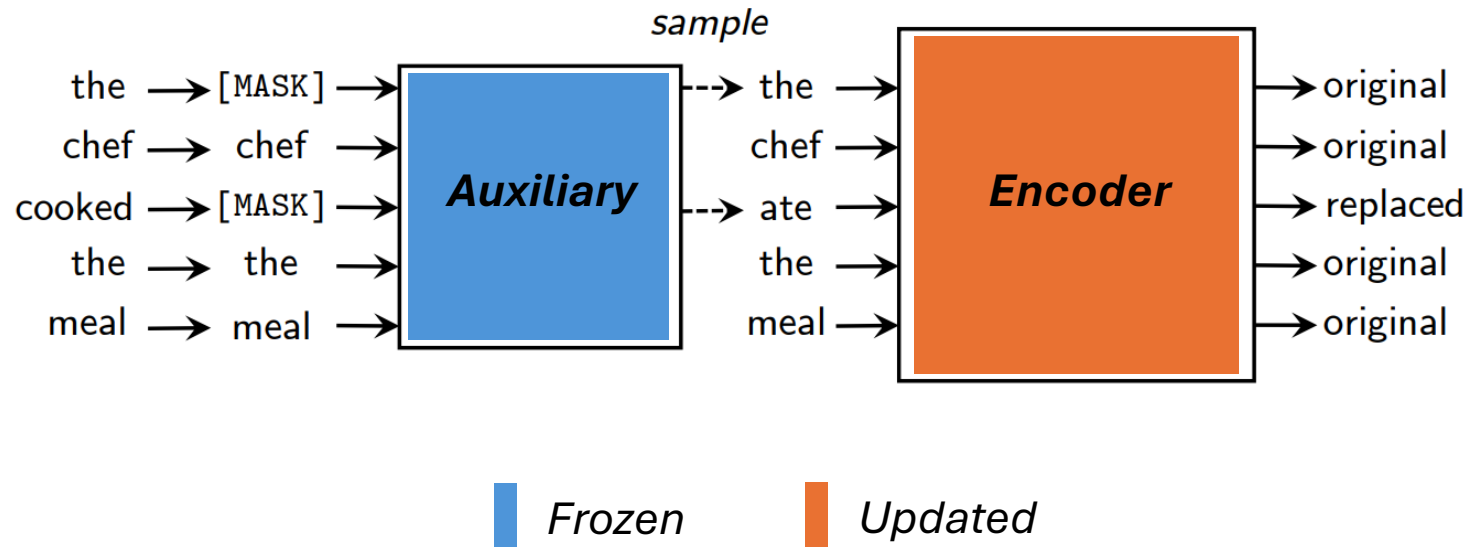 sample
the [MASK] the original
chef chef chef original
cooked [MASK] ate replaced
the the the original
meal meal meal original
Auxiliary
Encoder
Frozen
Updated